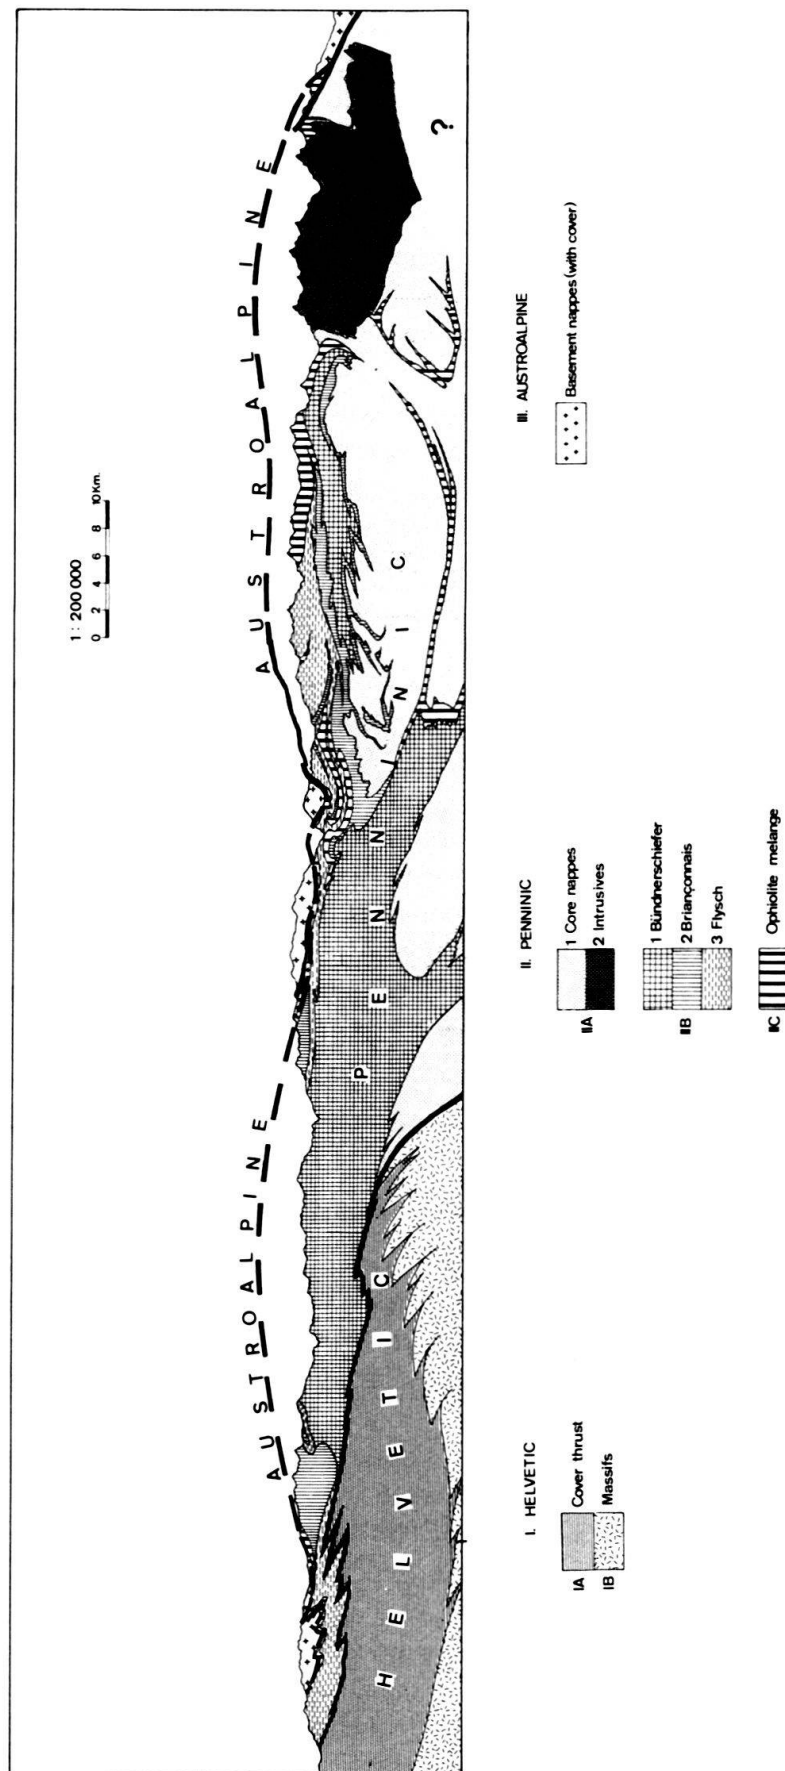 1 : 200 000
0 2 4 6 8 10 Km.
AUSTROALPINE
AUSTROALPINE
PENNINIC
HELVETIC
?
I. HELVETIC
IA Cover thrust
IB Massifs
II. PENNINIC
IIA
1 Core nappes
2 Intrusives
IIB
1 Bündnerschiefer
2 Briançonnais
3 Flysch
IIC Ophiolite melange
III. AUSTROALPINE
Basement nappes (with cover)